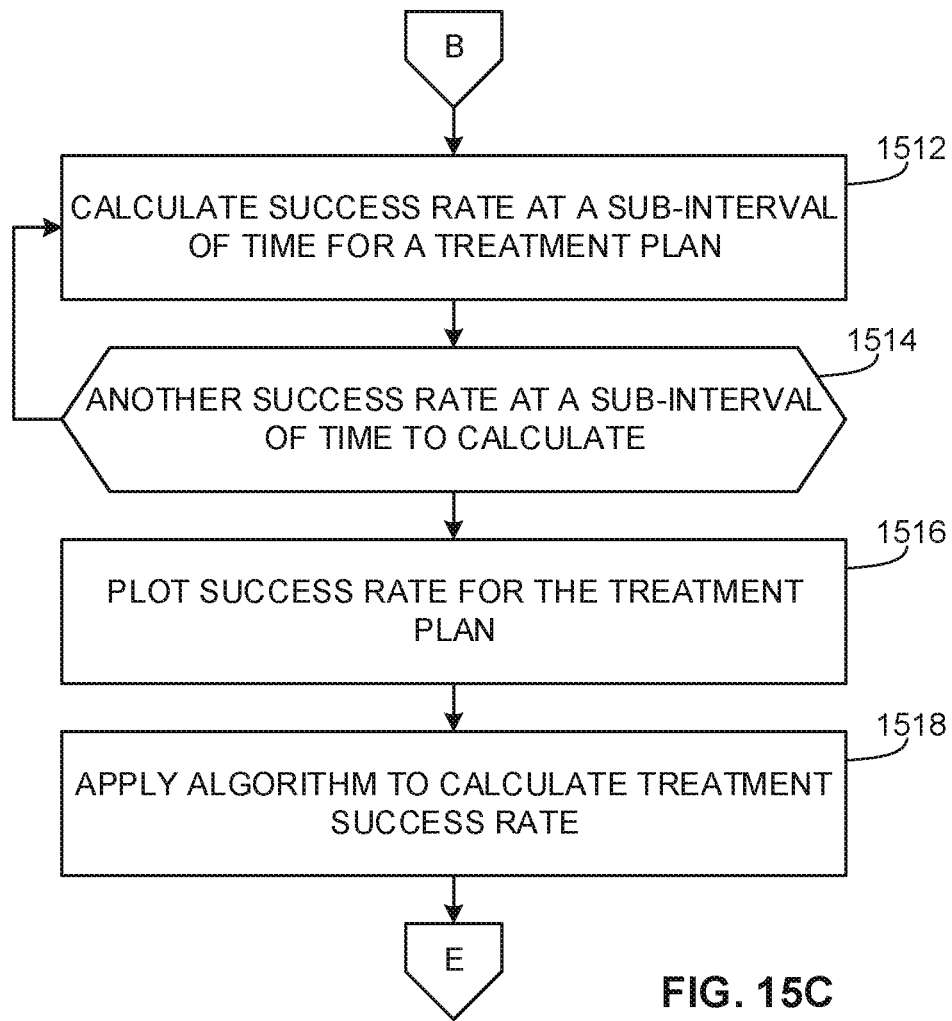 B
1512
CALCULATE SUCCESS RATE AT A SUB-INTERVAL
OF TIME FOR A TREATMENT PLAN
1514
ANOTHER SUCCESS RATE AT A SUB-INTERVAL
OF TIME TO CALCULATE
1516
PLOT SUCCESS RATE FOR THE TREATMENT
PLAN
1518
APPLY ALGORITHM TO CALCULATE TREATMENT
SUCCESS RATE
E
FIG. 15C